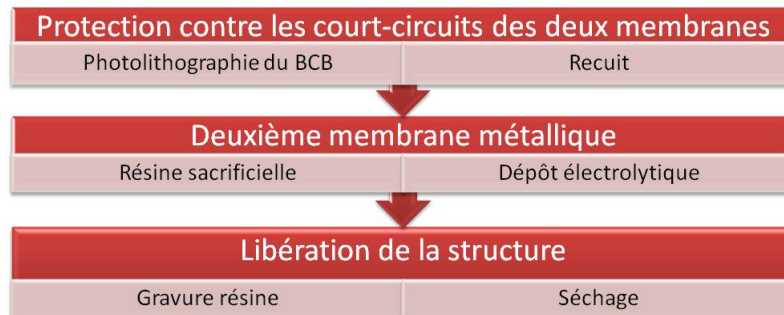 Protection contre les court-circuits des deux membranes
Photolithographie du BCB
Recuit
Deuxième membrane métallique
Résine sacrificielle
Dépôt électrolytique
Libération de la structure
Gravure résine
Séchage